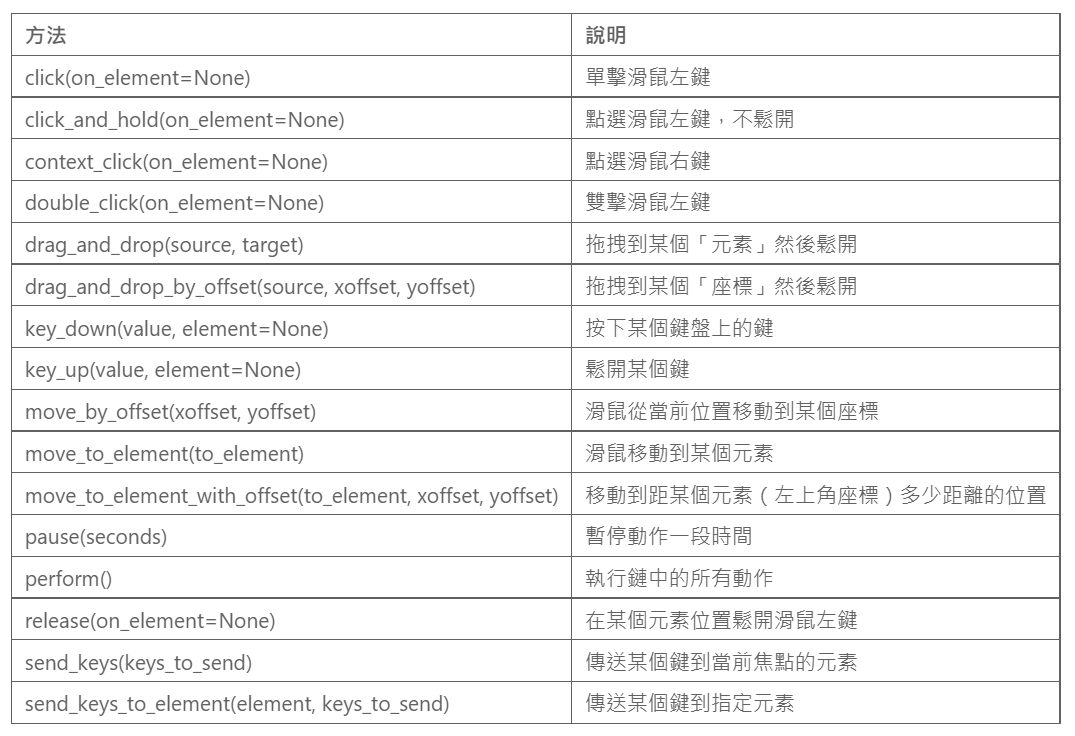 方法 說明
click(on_element=None) 單擊滑鼠左鍵
click_and_hold(on_element=None) 點選滑鼠左鍵，不鬆開
context_click(on_element=None) 點選滑鼠右鍵
double_click(on_element=None) 雙擊滑鼠左鍵
drag_and_drop(source, target) 拖拽到某個「元素」然後鬆開
drag_and_drop_by_offset(source, xoffset, yoffset) 拖拽到某個「座標」然後鬆開
key_down(value, element=None) 按下某個鍵盤上的鍵
key_up(value, element=None) 鬆開某個鍵
move_by_offset(xoffset, yoffset) 滑鼠從當前位置移動到某個座標
move_to_element(to_element) 滑鼠移動到某個元素
move_to_element_with_offset(to_element, xoffset, yoffset) 移動到距某個元素（左上角座標）多少距離的位置
pause(seconds) 暫停動作一段時間
perform() 執行鏈中的所有動作
release(on_element=None) 在某個元素位置鬆開滑鼠左鍵
send_keys(keys_to_send) 傳送某個鍵到當前焦點的元素
send_keys_to_element(element, keys_to_send) 傳送某個鍵到指定元素